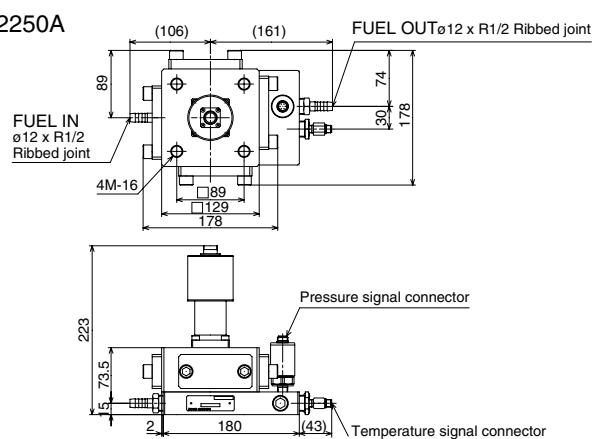 2250A
(106)
(161)
FUEL OUTø12 x R1/2 Ribbed joint
89
74
30
178
FUEL IN
ø12 x R1/2
Ribbed joint
4M-16
□89
□129
178
Pressure signal connector
223
73.5
15
2
180
(43)
Temperature signal connector